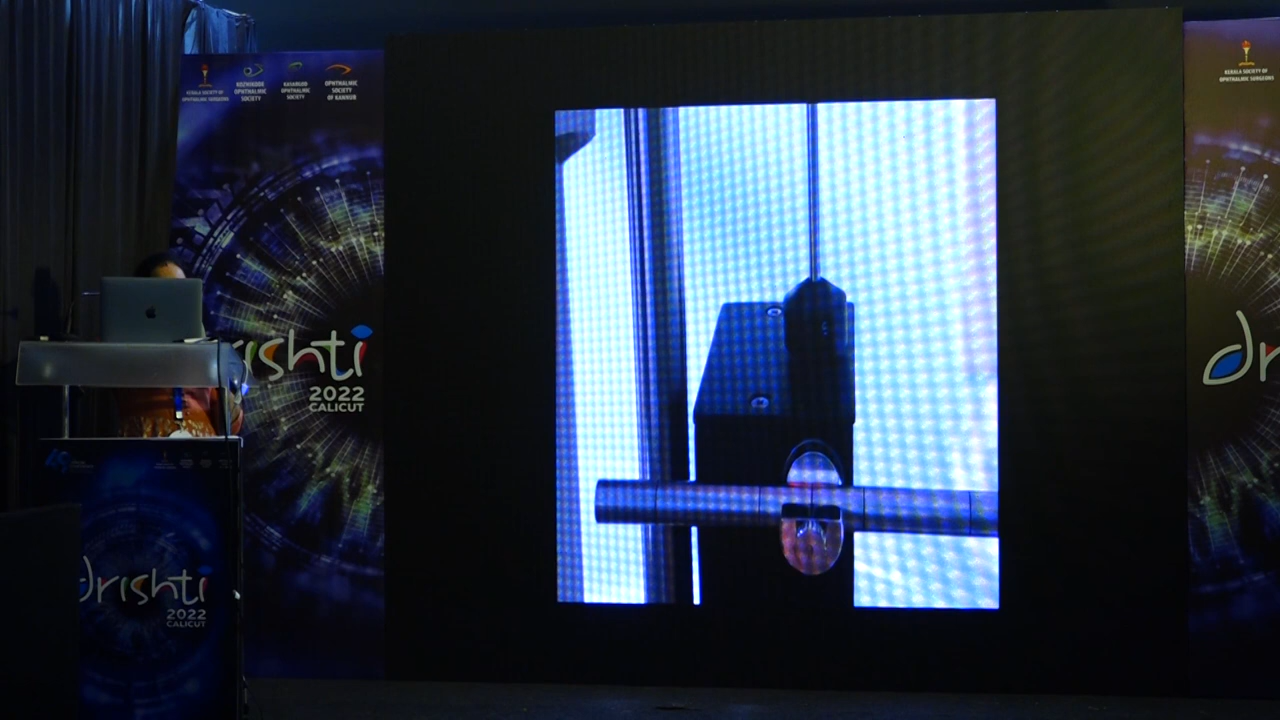 KERALA SOCIETY OF
OPHTHALMIC SURGEONS
KOZHIKODE
OPHTHALMIC
SOCIETY
KASARGOD
OPHTHALMIC
SOCIETY
OPHTHALMIC
SOCIETY
OF KANNUR
KERALA SOCIETY OF
OPHTHALMIC SURGEONS
rishti
2022
CALICUT
dr
drishti
2022
CALICUT